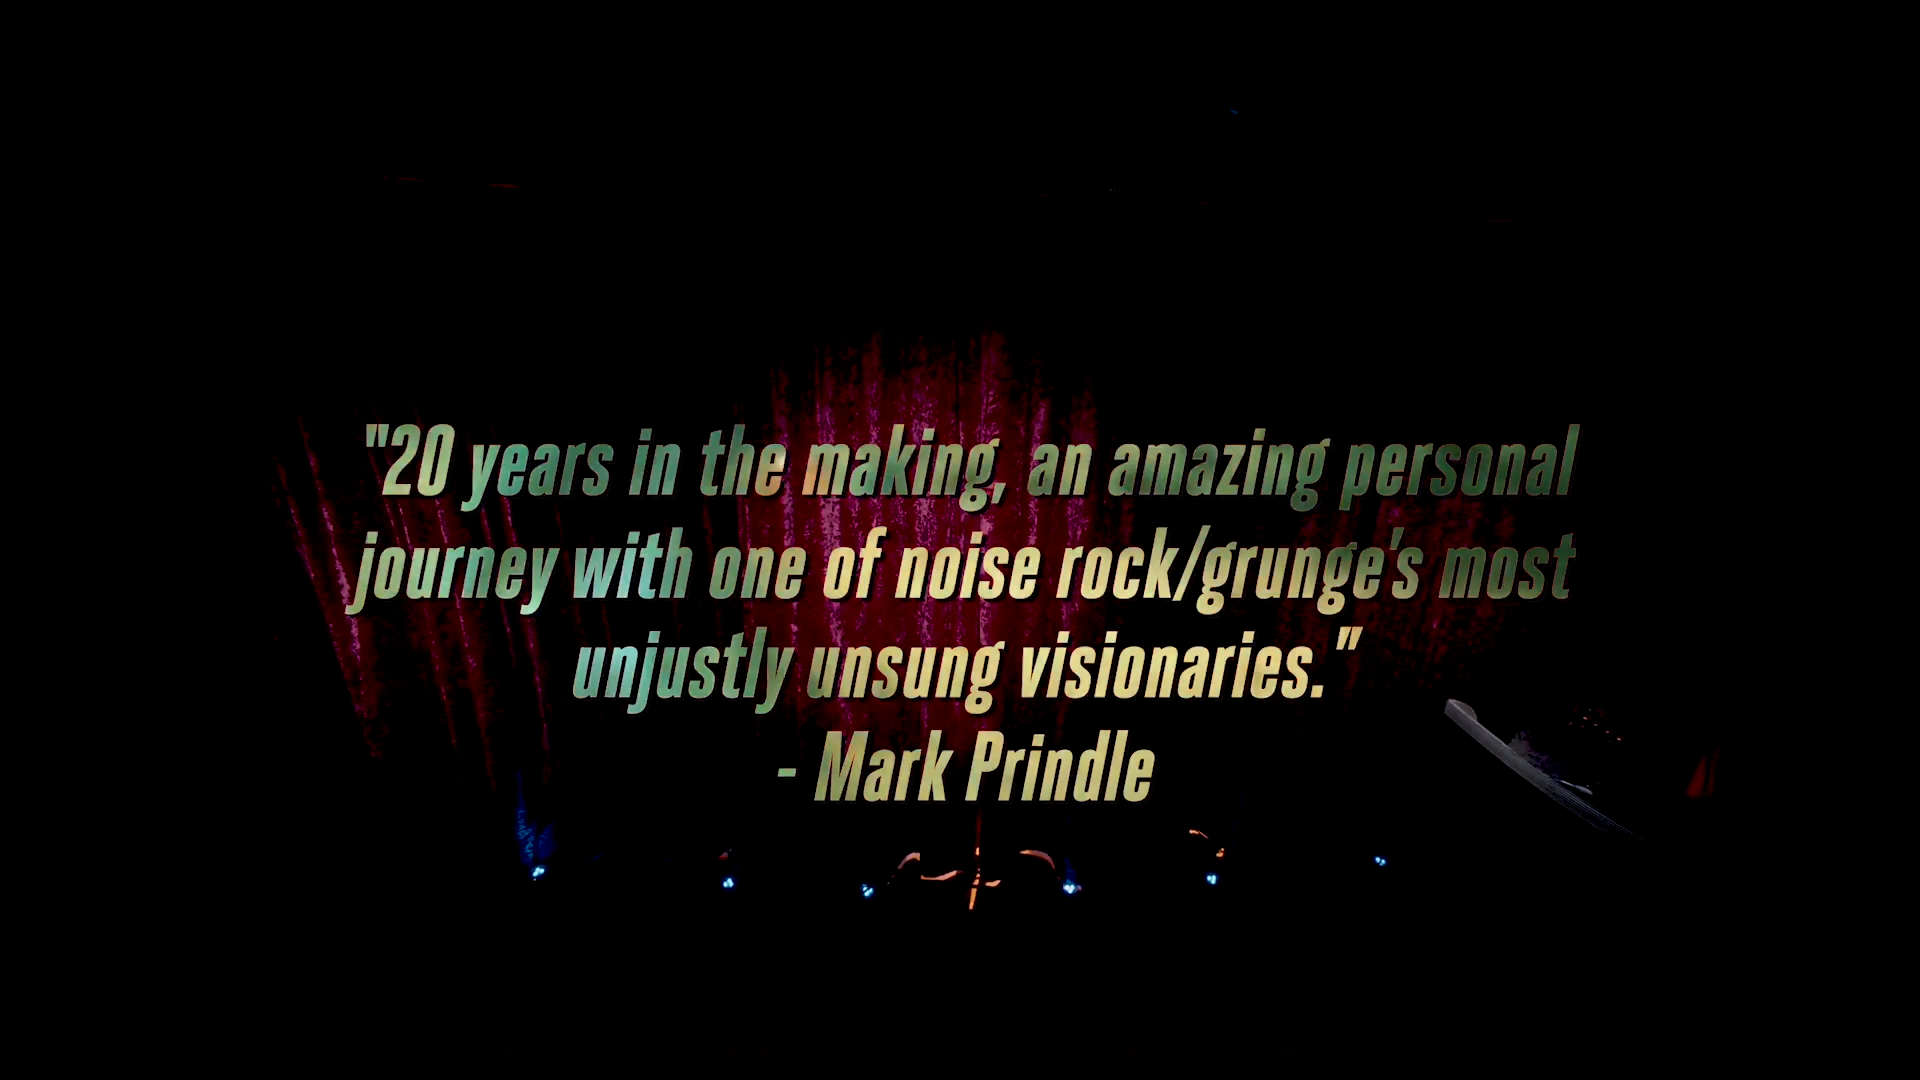 "20 years in the making, an amazing personal
journey with one of noise rock/grunge's most
unjustly unsung visionaries."
- Mark Prindle